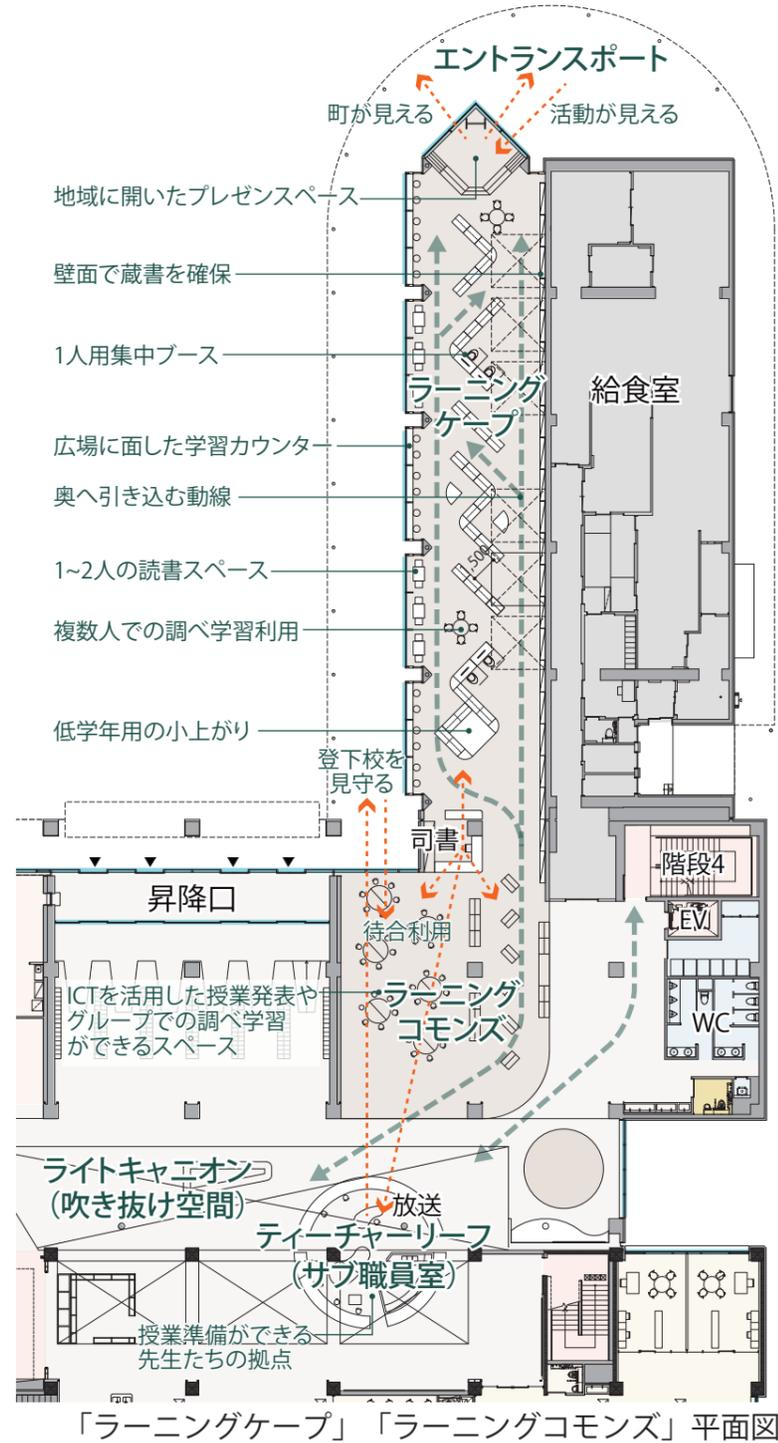 エントランスポート
町が見える
活動が見える
地域に開いたプレゼンスペース
壁面で蔵書を確保
1人用集中ブース
ラーニング
ケープ
給食室
広場に面した学習カウンター
奥へ引き込む動線
1,500
1~2人の読書スペース
複数人での調べ学習利用
低学年用の小上がり
登下校を
見守る
司書
階段4
昇降口
EV
待合利用
ICTを活用した授業発表や
グループでの調べ学習
ができるスペース
ラーニング
コモンズ
WC
ライトキャニオン
(吹き抜け空間)
放送
ティーチャーリーフ
(サブ職員室)
授業準備ができる
先生たちの拠点
「ラーニングケープ」「ラーニングコモンズ」平面図